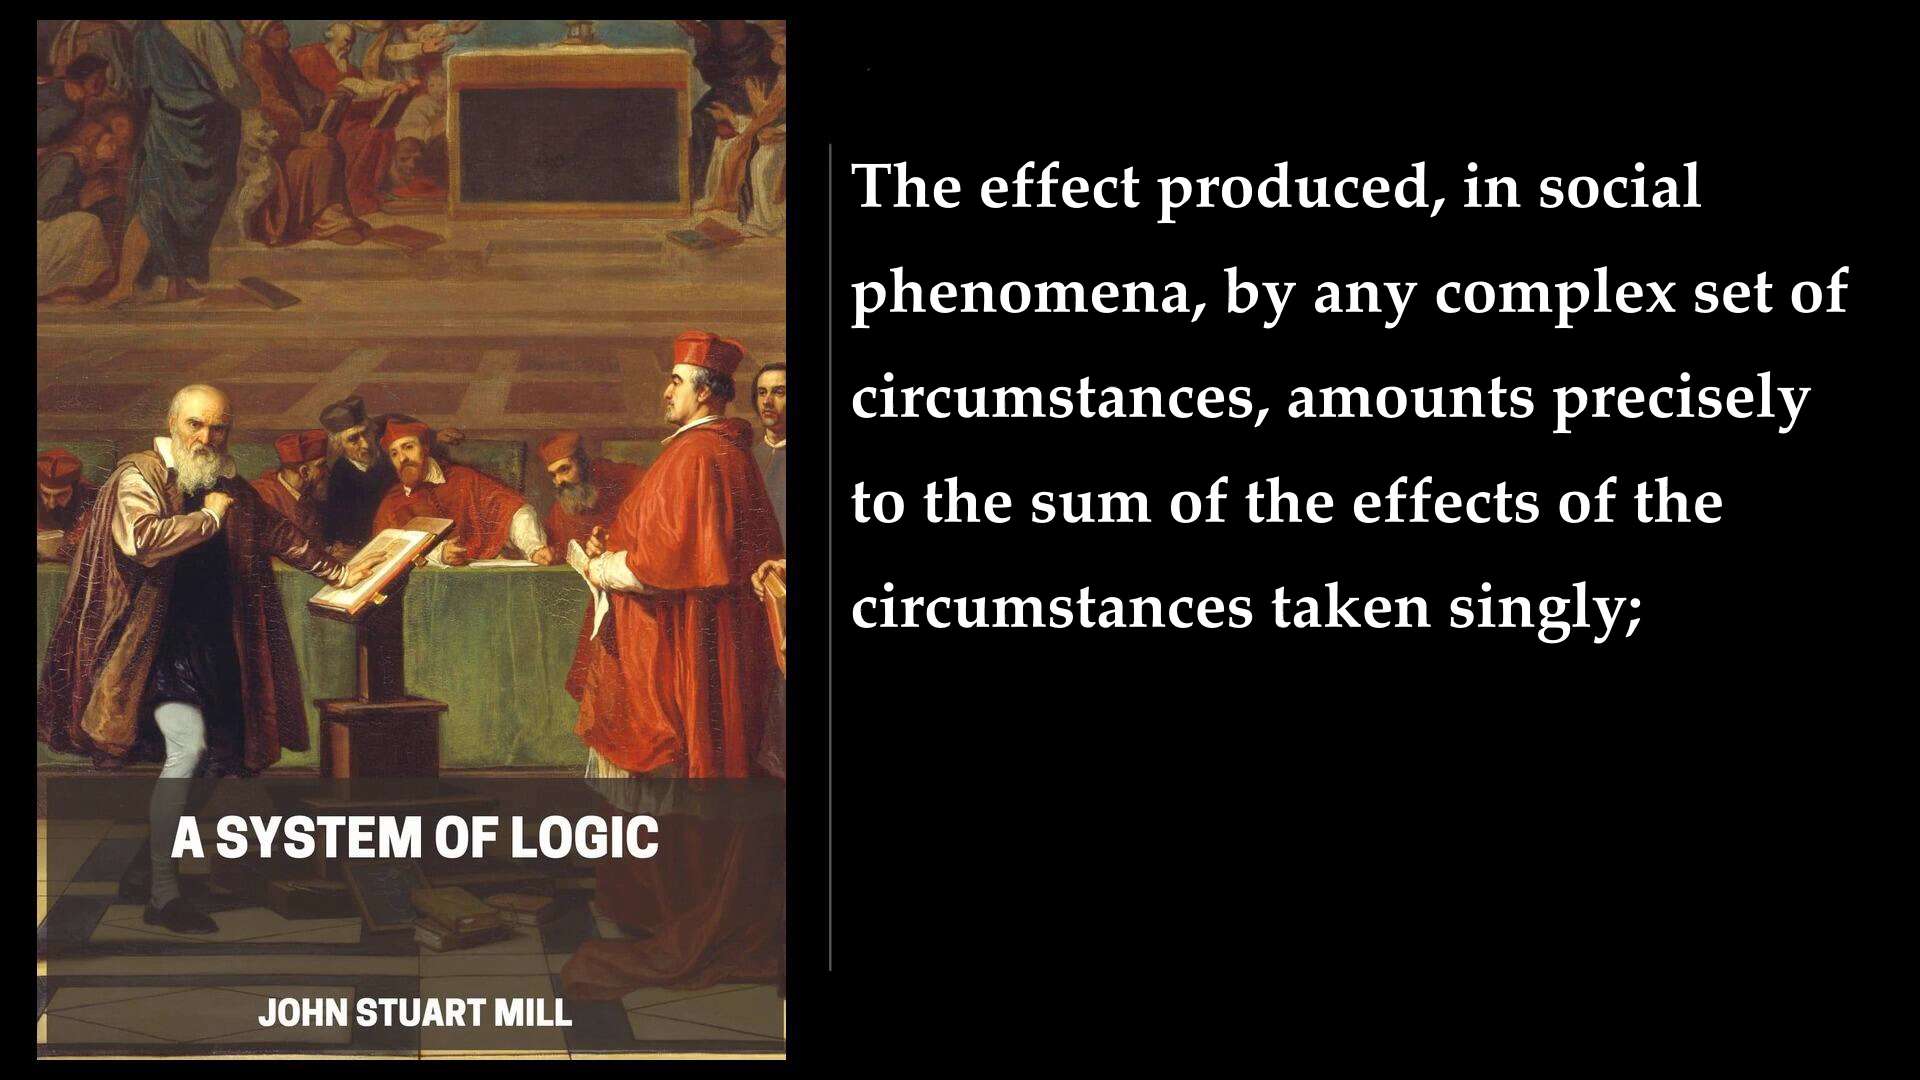 The effect produced, in social
phenomena, by any complex set of
circumstances, amounts precisely
to the sum of the effects of the
circumstances taken singly;
A SYSTEM OF LOGIC
JOHN STUART MILL